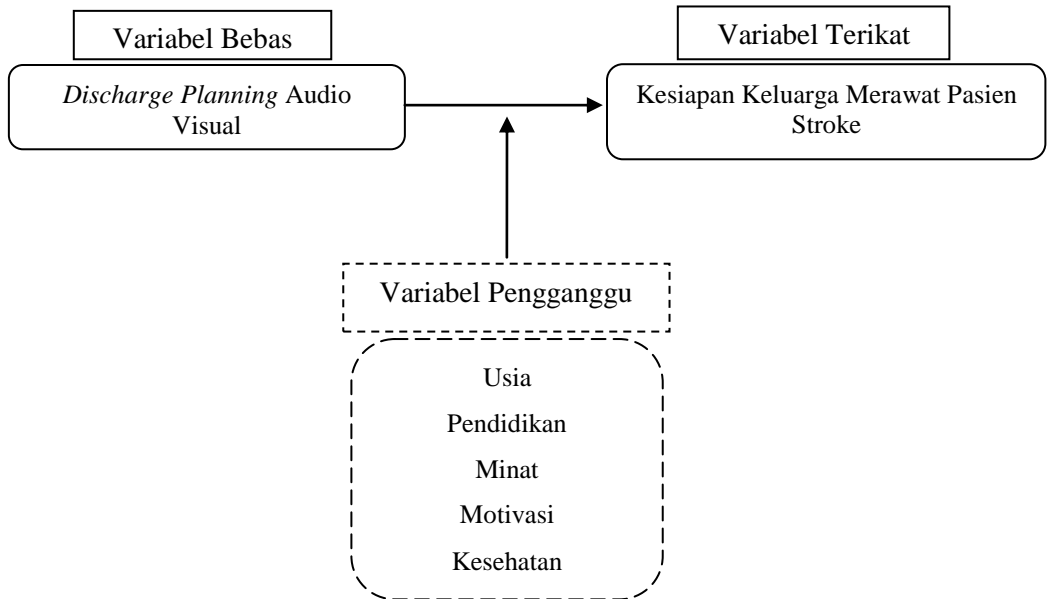 Variabel Bebas
Discharge Planning Audio
Visual
Variabel Terikat
Kesiapan Keluarga Merawat Pasien
Stroke
Variabel Pengganggu
Usia
Pendidikan
Minat
Motivasi
Kesehatan